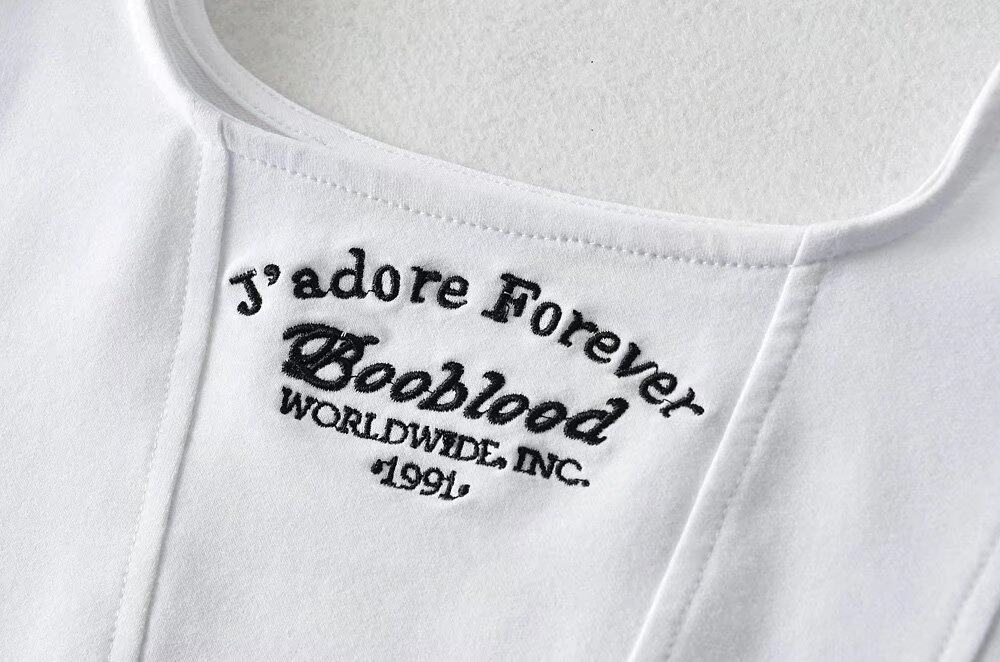 J'adore Forever
Booblood
WORLDWIDE, INC.
'1991'